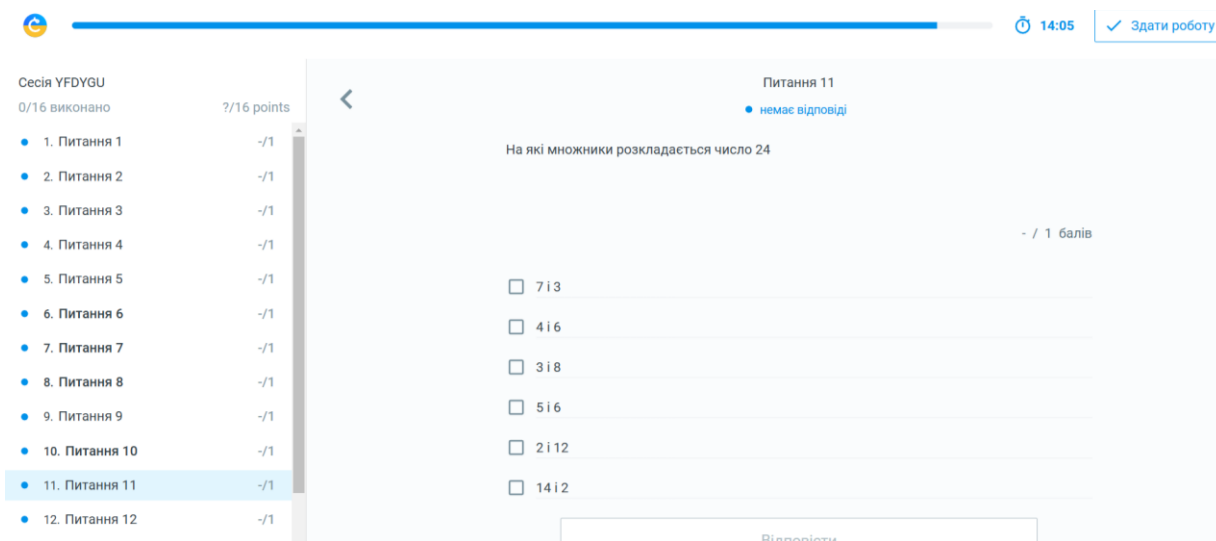 14:05
Здати роботу
Сесія YFDYGU
0/16 виконано ?/16 points
1. Питання 1 -/1
2. Питання 2 -/1
3. Питання 3 -/1
4. Питання 4 -/1
5. Питання 5 -/1
6. Питання 6 -/1
7. Питання 7 -/1
8. Питання 8 -/1
9. Питання 9 -/1
10. Питання 10 -/1
11. Питання 11 -/1
12. Питання 12 -/1
Питання 11
немає відповіді
На які множники розкладається число 24
- / 1 балів
7 і 3
4 і 6
3 і 8
5 і 6
2 і 12
14 і 2
Відповісти